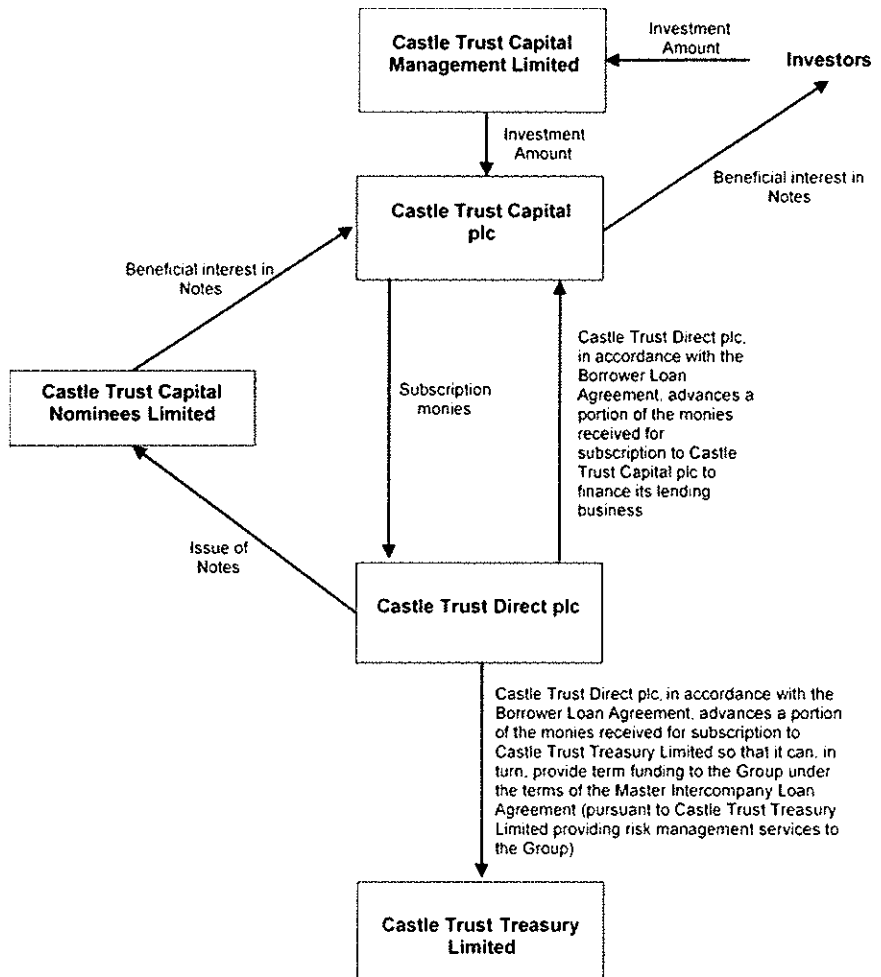 Castle Trust Capital
Management Limited
Investment
Amount
Investors
Investment
Amount
Beneficial interest in
Notes
Castle Trust Capital
plc
Beneficial interest in
Notes
Castle Trust Capital
Nominees Limited
Subscription
monies
Castle Trust Direct plc,
in accordance with the
Borrower Loan
Agreement, advances a
portion of the monies
received for
subscription to Castle
Trust Capital plc to
finance its lending
business
Issue of
Notes
Castle Trust Direct plc
Castle Trust Direct plc, in accordance with the
Borrower Loan Agreement, advances a portion
of the monies received for subscription to
Castle Trust Treasury Limited so that it can, in
turn, provide term funding to the Group under
the terms of the Master Intercompany Loan
Agreement (pursuant to Castle Trust Treasury
Limited providing risk management services to
the Group)
Castle Trust Treasury
Limited